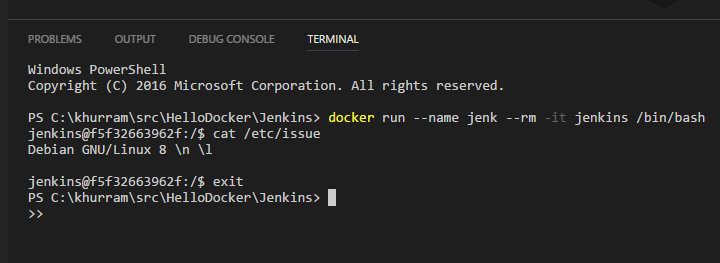 PROBLEMS OUTPUT DEBUG CONSOLE TERMINAL
Windows PowerShell
Copyright (C) 2016 Microsoft Corporation. All rights reserved.
PS C:\khurram\src\HelloDocker\Jenkins> docker run --name jenk --rm -it jenkins /bin/bash
jenkins@f5f32663962f:/$ cat /etc/issue
Debian GNU/Linux 8 \n \l
jenkins@f5f32663962f:/$ exit
PS C:\khurram\src\HelloDocker\Jenkins>
>>